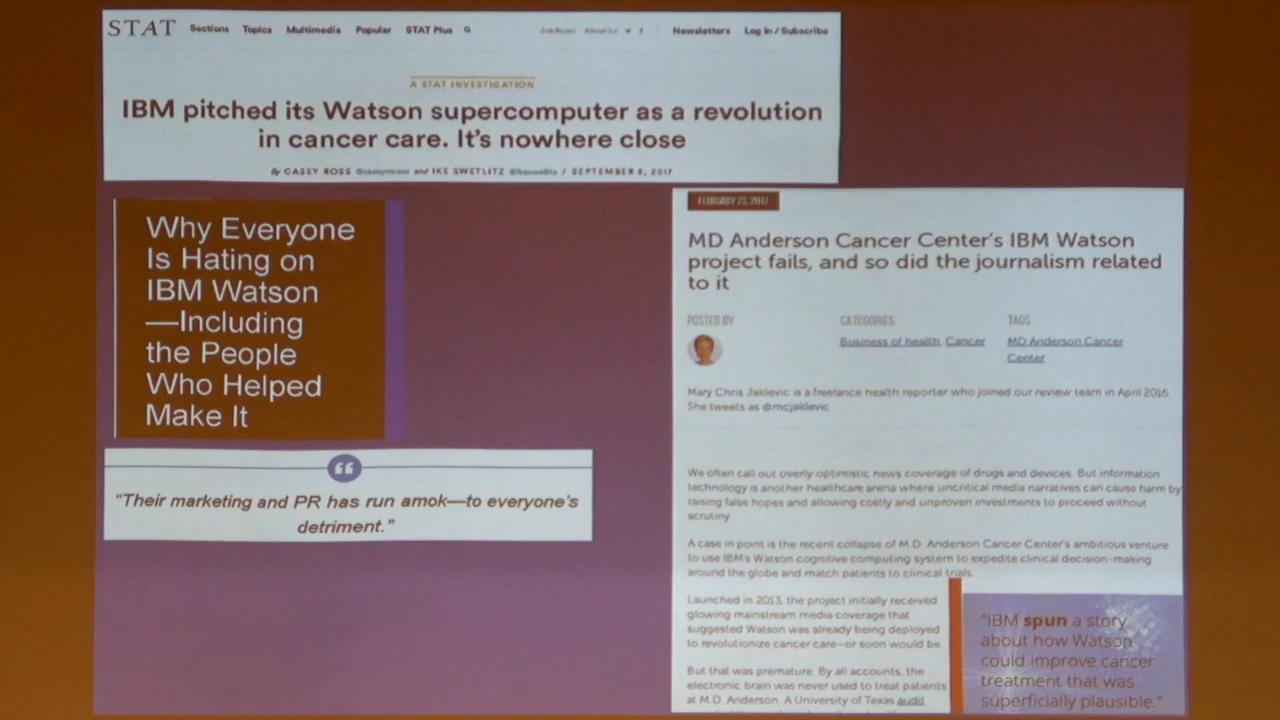 STAT Sections Topics Multimedia Popular STAT Plus Job Board About Us Newsletters Log In / Subscribe
A STAT INVESTIGATION
IBM pitched its Watson supercomputer as a revolution
in cancer care. It's nowhere close
By CASEY ROSS @caseymross and IKE SWETLITZ @ikeswetlitz / SEPTEMBER 5, 2017
Why Everyone
Is Hating on
IBM Watson
—Including
the People
Who Helped
Make It
"Their marketing and PR has run amok—to everyone's
detriment."
FEBRUARY 23, 2017
MD Anderson Cancer Center's IBM Watson
project fails, and so did the journalism related
to it
POSTED BY CATEGORIES TAGS
Business of health, Cancer MD Anderson Cancer
Center
Mary Chris Jaklevic is a freelance health reporter who joined our review team in April 2016
She tweets as @mcjaklevic
We often call out overly optimistic news coverage of drugs and devices. But information
technology is another healthcare arena where uncritical media narratives can cause harm by
raising false hopes and allowing costly and unproven investments to proceed without
scrutiny
A case in point is the recent collapse of M.D. Anderson Cancer Center's ambitious venture
to use IBM's Watson cognitive computing system to expedite clinical decision-making
around the globe and match patients to clinical trials.
Launched in 2013, the project initially received
glowing mainstream media coverage that
suggested Watson was already being deployed
to revolutionize cancer care–or soon would be
But that was premature. By all accounts, the
electronic brain was never used to treat patients
at M.D. Anderson. A University of Texas audit
"IBM spun a story
about how Watson
could improve cancer
treatment that was
superficially plausible."